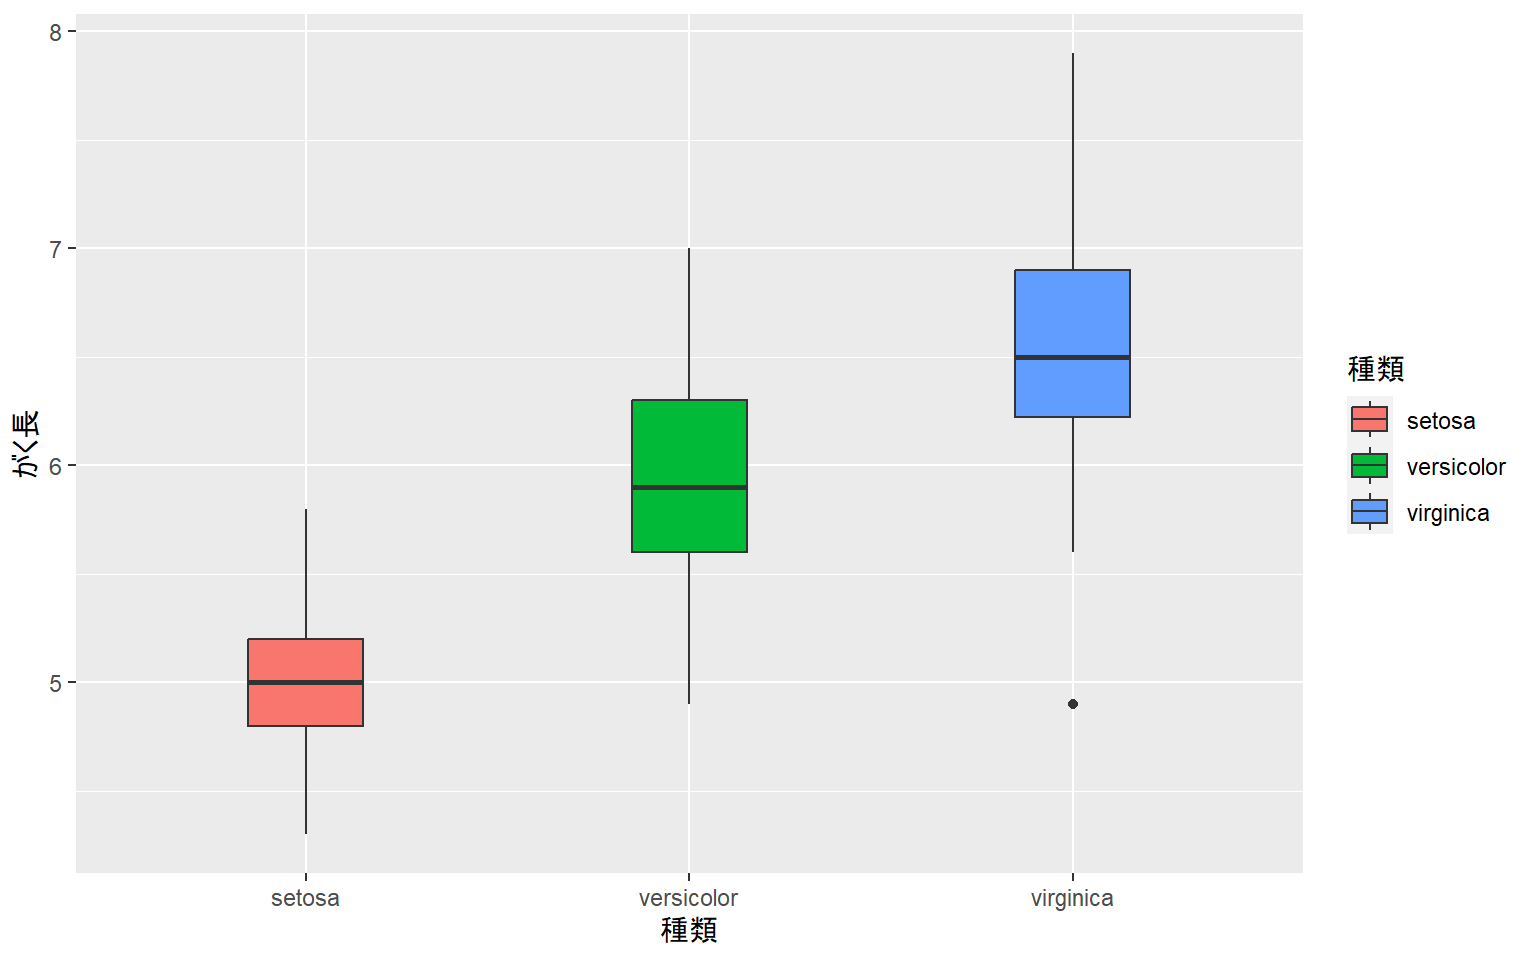 8
7
6
5
がく長
setosa
versicolor
virginica
種類
種類
setosa
versicolor
virginica